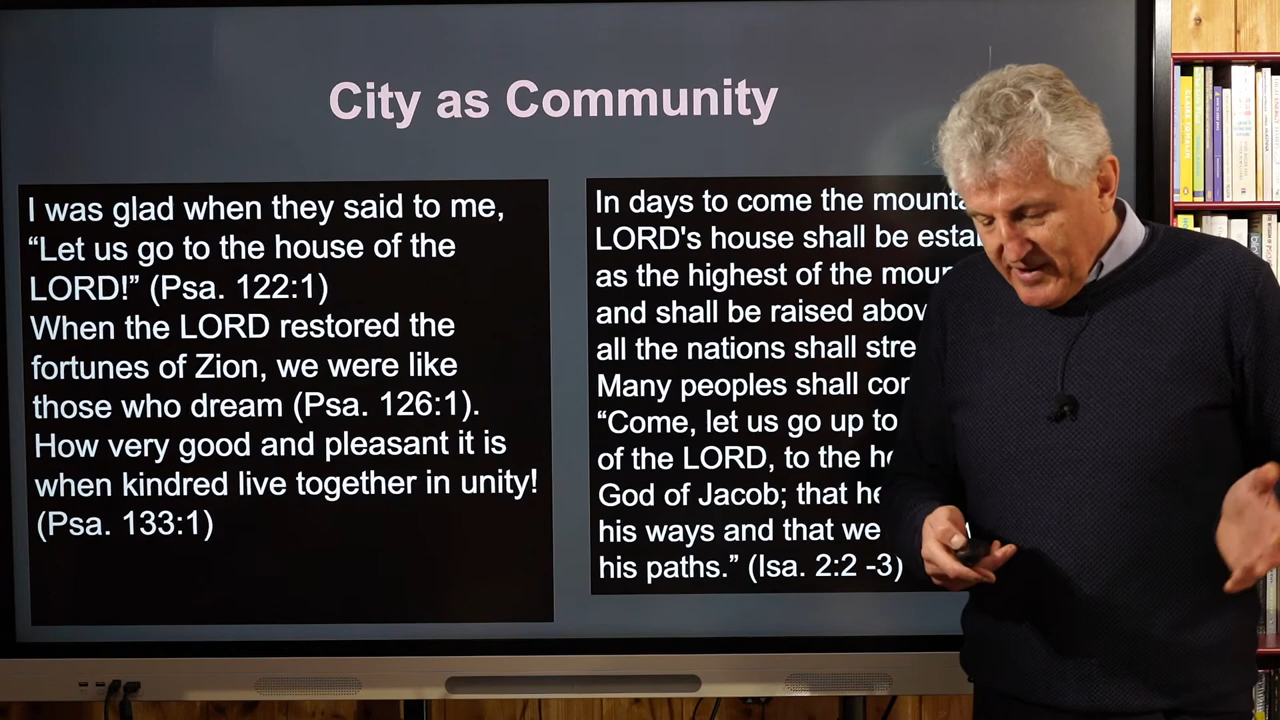 City as Community
I was glad when they said to me,
“Let us go to the house of the
LORD!” (Psa. 122:1)
When the LORD restored the
fortunes of Zion, we were like
those who dream (Psa. 126:1).
How very good and pleasant it is
when kindred live together in unity!
(Psa. 133:1)
In days to come the
LORD's house shall be
as the highest of the
and shall be raised
all the nations shall
Many peoples shall
“Come, let us go up to
of the LORD, to the
God of Jacob; that
his ways and that we
his paths.” (Isa. 2:2 -3)